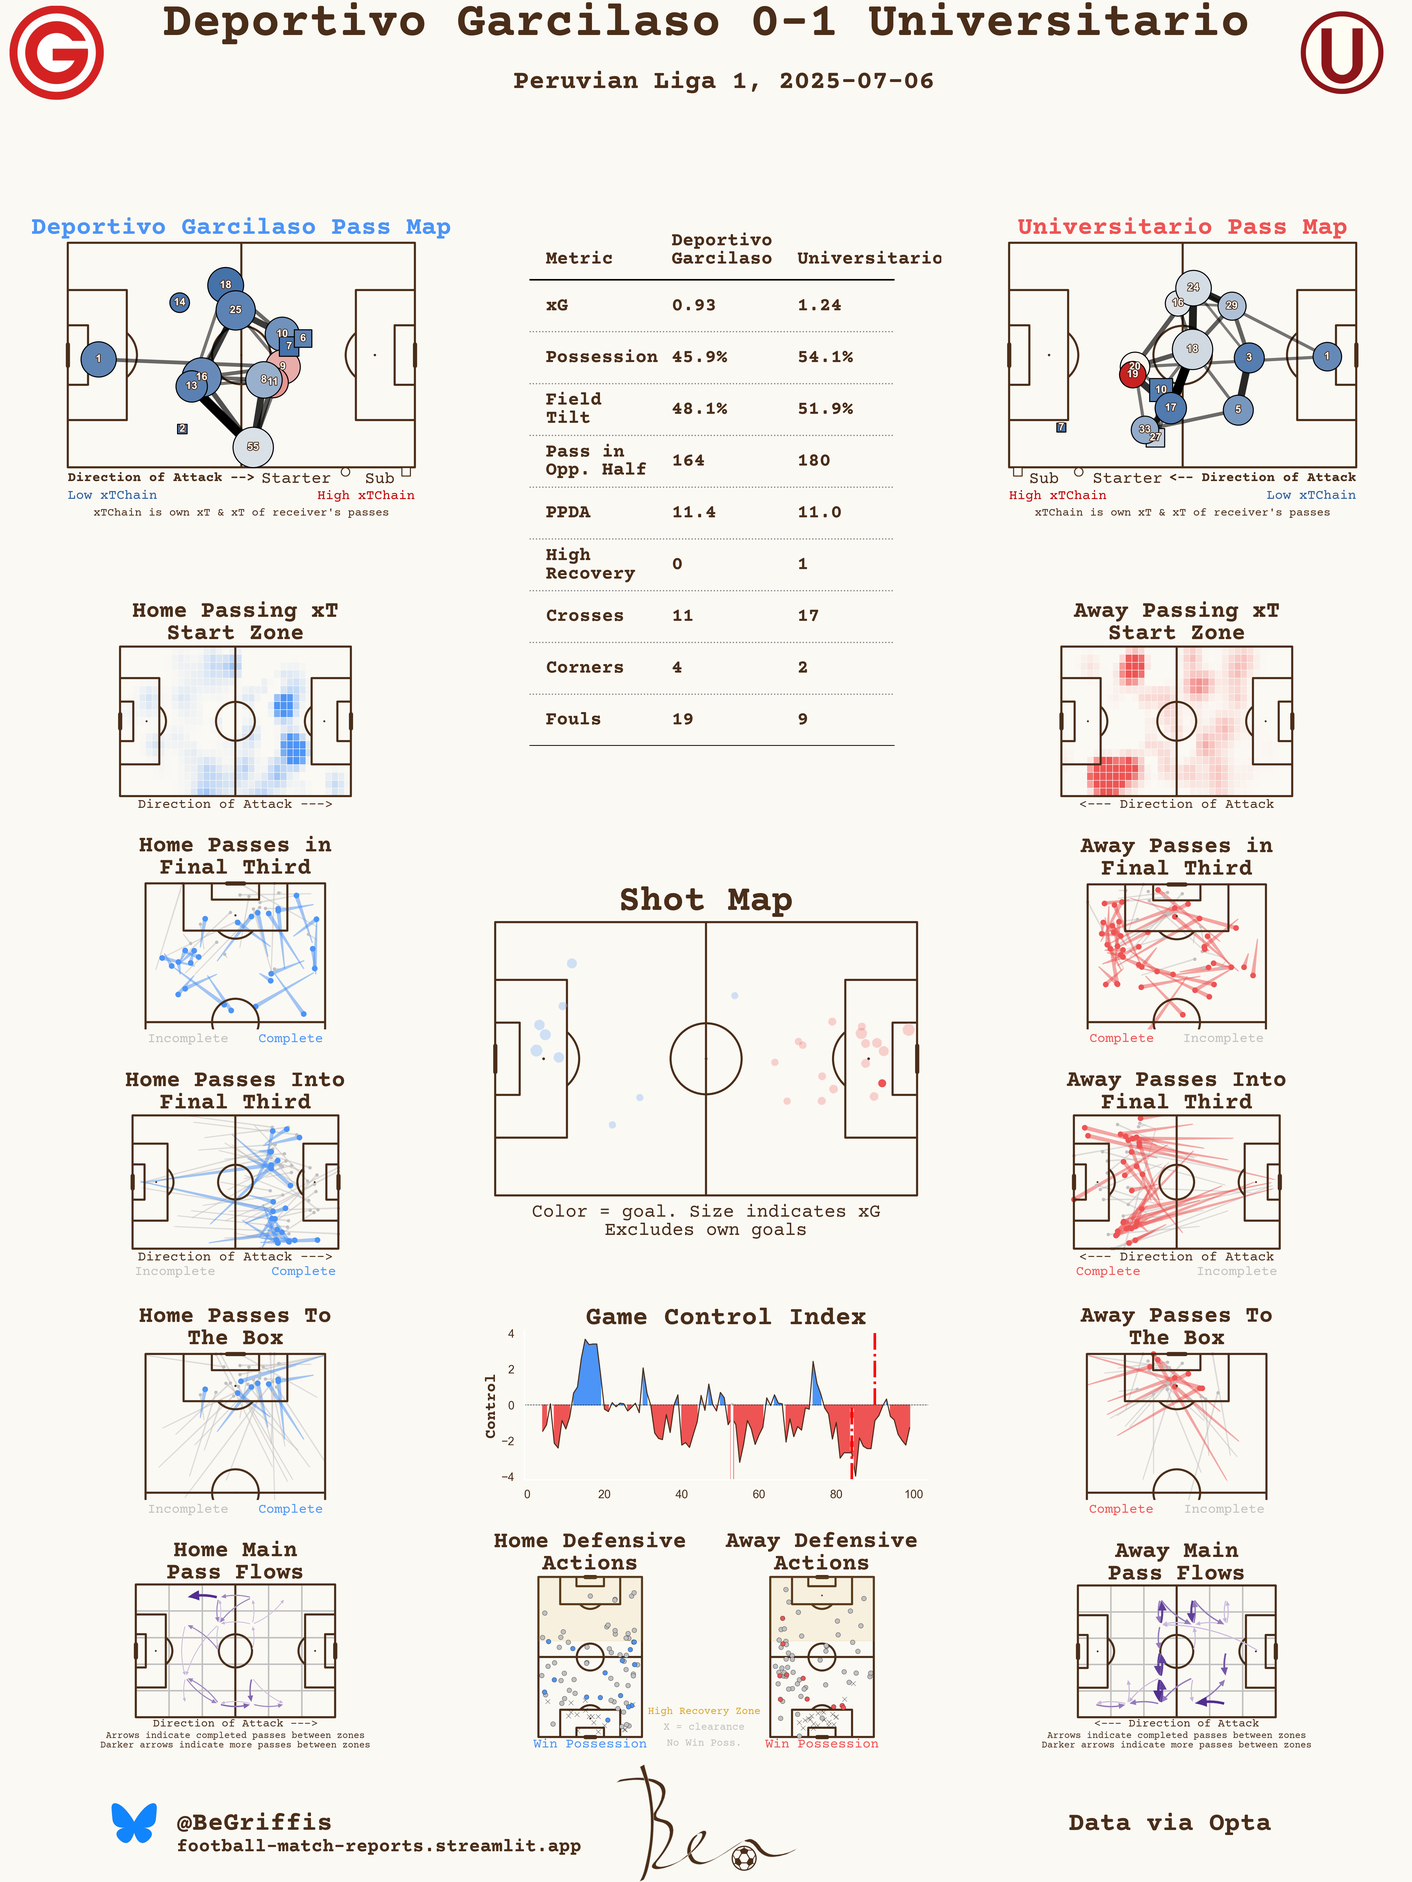 Deportivo Garcilaso 0-1 Universitario
Peruvian Liga 1, 2025-07-06
G
U
Deportivo Garcilaso Pass Map
18
14
25
10
6
7
1
9
16
8
11
13
2
55
Direction of Attack --> Starter Sub
Low xTChain High xTChain
xTChain is own xT & xT of receiver's passes
Metric Deportivo Garcilaso Universitario
xG 0.93 1.24
Possession 45.9% 54.1%
Field Tilt 48.1% 51.9%
Pass in Opp. Half 164 180
PPDA 11.4 11.0
High Recovery 0 1
Crosses 11 17
Corners 4 2
Fouls 19 9
Universitario Pass Map
24
16
29
18
3
1
20
19
10
17
5
7
33
27
Sub Starter <-- Direction of Attack
High xTChain Low xTChain
xTChain is own xT & xT of receiver's passes
Home Passing xT
Start Zone
Direction of Attack --->
Away Passing xT
Start Zone
<--- Direction of Attack
Home Passes in
Final Third
Incomplete Complete
Away Passes in
Final Third
Complete Incomplete
Shot Map
Color = goal. Size indicates xG
Excludes own goals
Home Passes Into
Final Third
Direction of Attack --->
Incomplete Complete
Away Passes Into
Final Third
<--- Direction of Attack
Complete Incomplete
Home Passes To
The Box
Incomplete Complete
Game Control Index
Control
4
2
0
−2
−4
0 20 40 60 80 100
Away Passes To
The Box
Complete Incomplete
Home Main
Pass Flows
Direction of Attack --->
Arrows indicate completed passes between zones
Darker arrows indicate more passes between zones
Home Defensive
Actions
Win Possession
Away Defensive
Actions
Win Possession
High Recovery Zone
X = clearance
No Win Poss.
Away Main
Pass Flows
<--- Direction of Attack
Arrows indicate completed passes between zones
Darker arrows indicate more passes between zones
@BeGriffis
football-match-reports.streamlit.app
Ben
Data via Opta